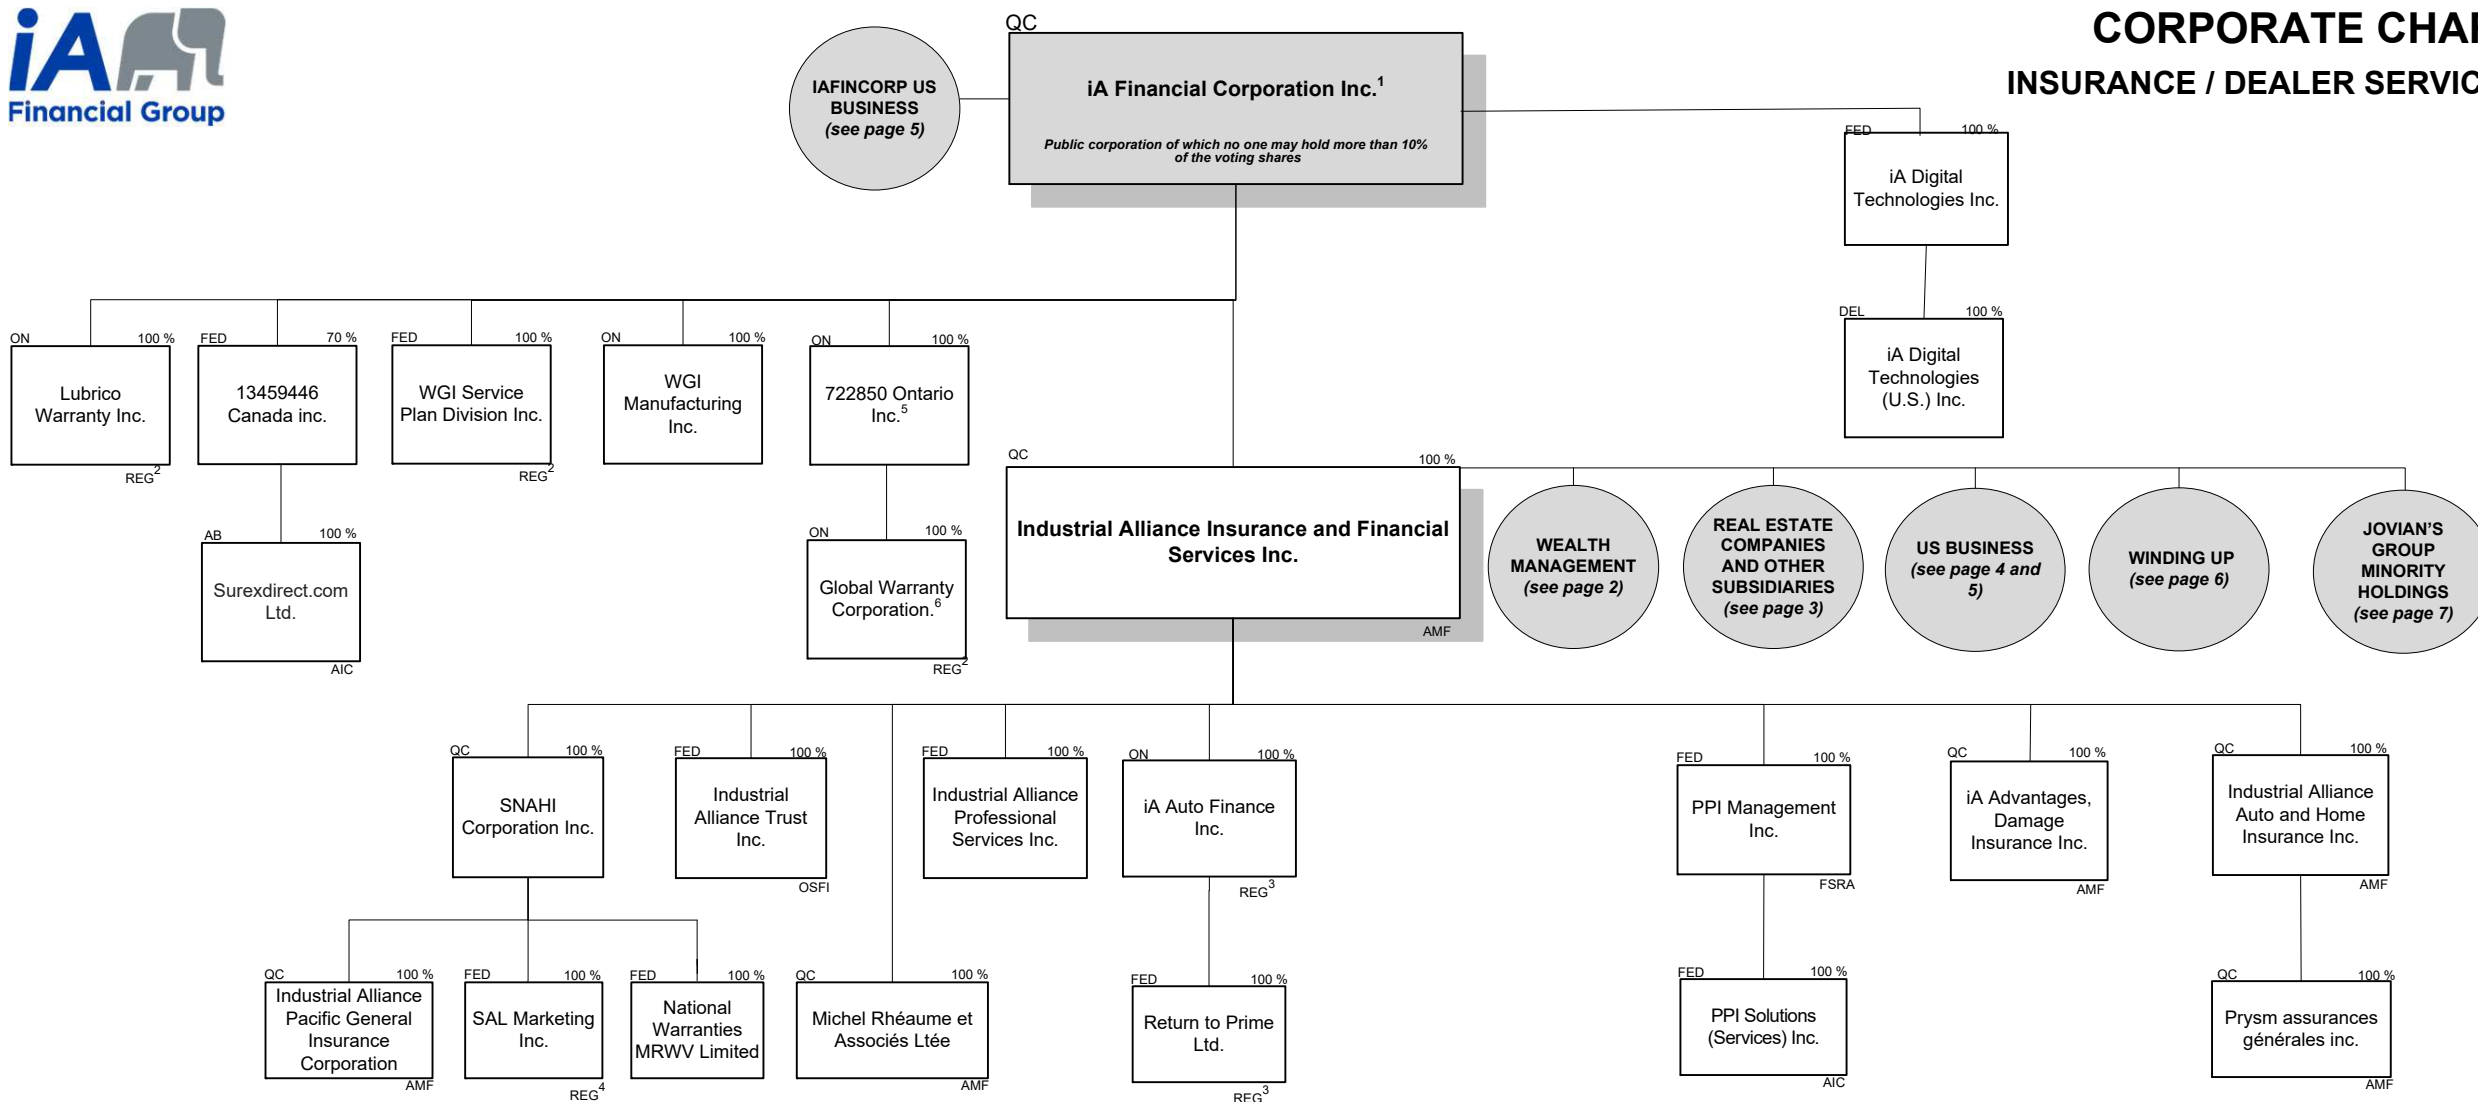 iA
Financial Group
CORPORATE CHAR
INSURANCE / DEALER SERVIC
QC
iA Financial Corporation Inc.1
Public corporation of which no one may hold more than 10%
of the voting shares
IAFINCORP US
BUSINESS
(see page 5)
FED 100 %
iA Digital
Technologies Inc.
DEL 100 %
iA Digital
Technologies
(U.S.) Inc.
ON 100 %
Lubrico
Warranty Inc.
REG2
FED 70 %
13459446
Canada inc.
FED 100 %
WGI Service
Plan Division Inc.
REG2
ON 100 %
WGI
Manufacturing
Inc.
ON 100 %
722850 Ontario
Inc.5
AB 100 %
Surexdirect.com
Ltd.
AIC
ON 100 %
Global Warranty
Corporation.6
REG2
QC 100 %
Industrial Alliance Insurance and Financial
Services Inc.
AMF
WEALTH
MANAGEMENT
(see page 2)
REAL ESTATE
COMPANIES
AND OTHER
SUBSIDIARIES
(see page 3)
US BUSINESS
(see page 4 and
5)
WINDING UP
(see page 6)
JOVIAN’S
GROUP
MINORITY
HOLDINGS
(see page 7)
QC 100 %
SNAHI
Corporation Inc.
FED 100 %
Industrial
Alliance Trust
Inc.
OSFI
FED 100 %
Industrial Alliance
Professional
Services Inc.
ON 100 %
iA Auto Finance
Inc.
REG3
FED 100 %
PPI Management
Inc.
FSRA
QC 100 %
iA Advantages,
Damage
Insurance Inc.
AMF
QC 100 %
Industrial Alliance
Auto and Home
Insurance Inc.
AMF
QC 100 %
Industrial Alliance
Pacific General
Insurance
Corporation
AMF
FED 100 %
SAL Marketing
Inc.
REG4
FED 100 %
National
Warranties
MRWV Limited
QC 100 %
Michel Rhéaume et
Associés Ltée
AMF
FED 100 %
Return to Prime
Ltd.
REG3
FED 100 %
PPI Solutions
(Services) Inc.
AIC
QC 100 %
Prysm assurances
générales inc.
AMF